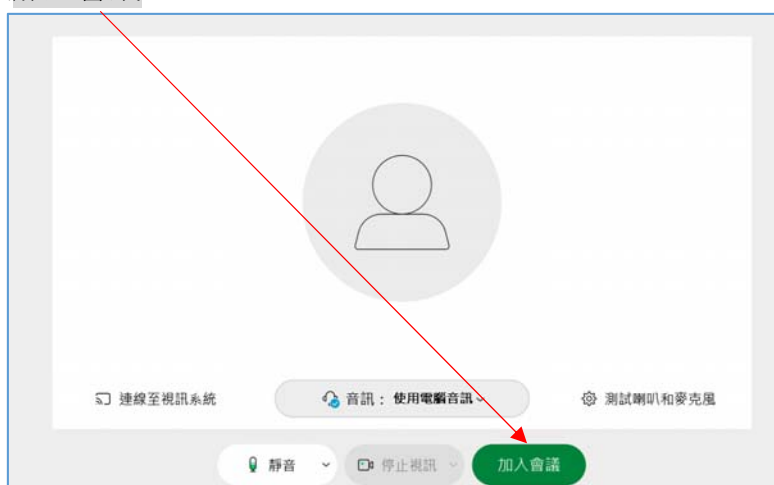 連線至視訊系統
音訊：使用電腦音訊
測試喇叭和麥克風
靜音
停止視訊
加入會議